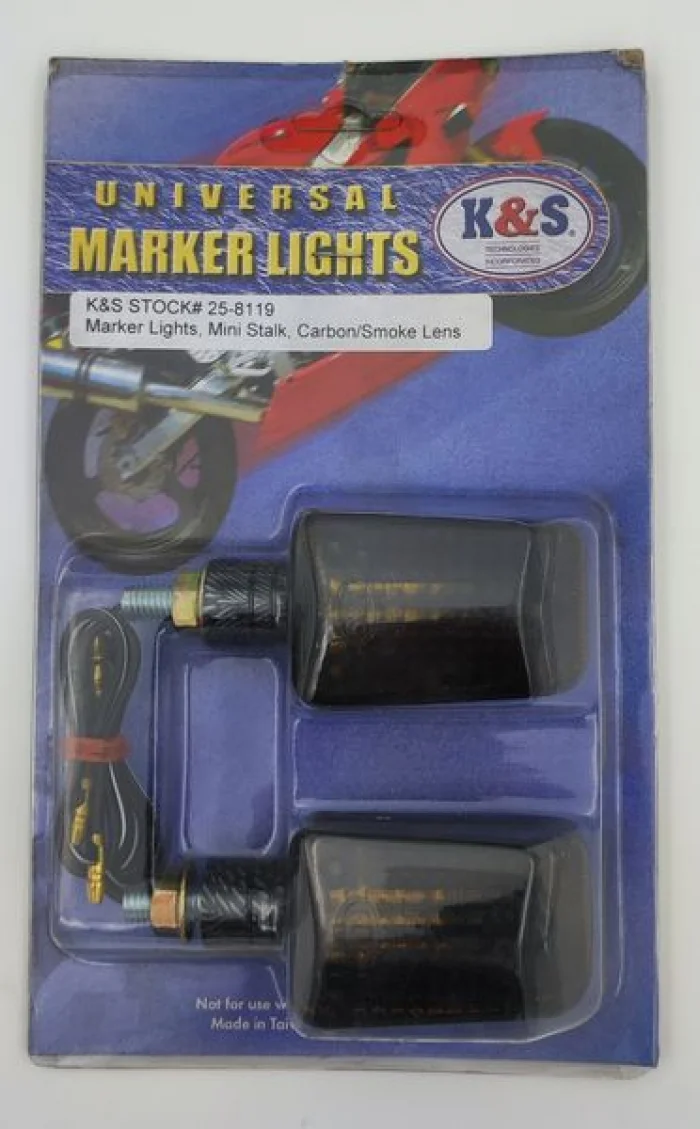 UNIVERSAL
MARKER LIGHTS
K&S®
TECHNOLOGIES
INCORPORATED
K&S STOCK# 25-8119
Marker Lights, Mini Stalk, Carbon/Smoke Lens
Not for use
Made in